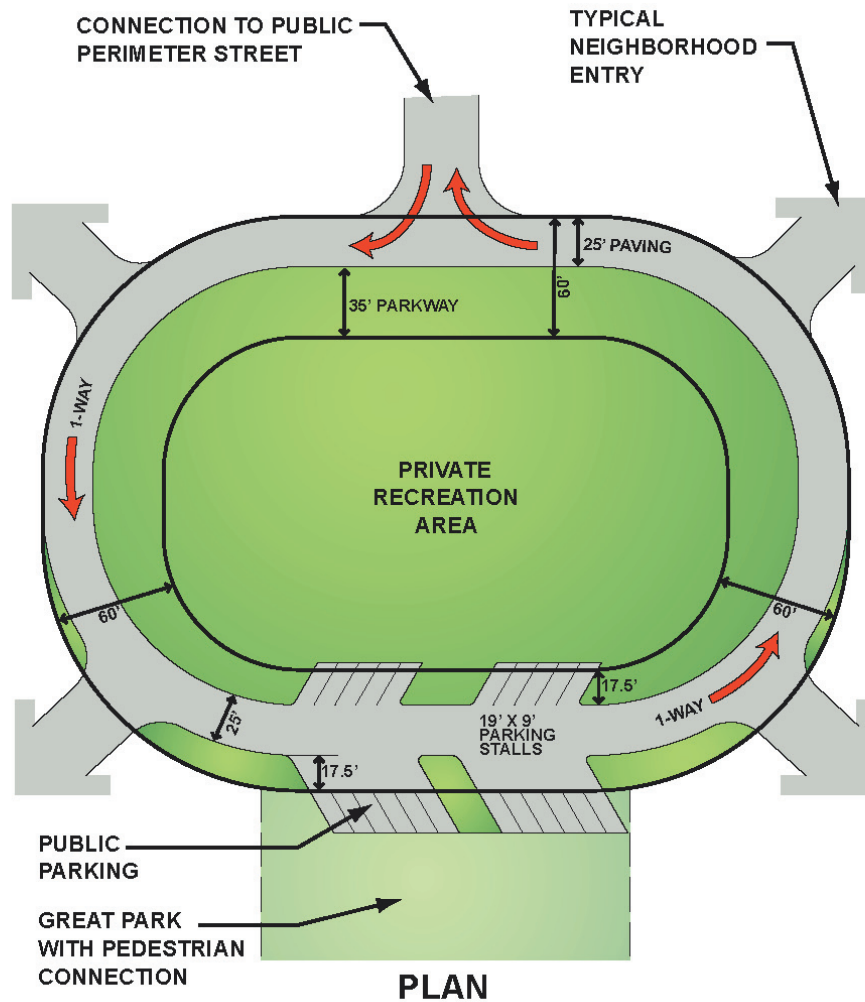 CONNECTION TO PUBLIC
PERIMETER STREET
TYPICAL
NEIGHBORHOOD
ENTRY
25' PAVING
60'
35' PARKWAY
1-WAY
PRIVATE
RECREATION
AREA
60'
60'
17.5'
1-WAY
25'
19' X 9'
PARKING
STALLS
17.5'
PUBLIC
PARKING
GREAT PARK
WITH PEDESTRIAN
CONNECTION
PLAN